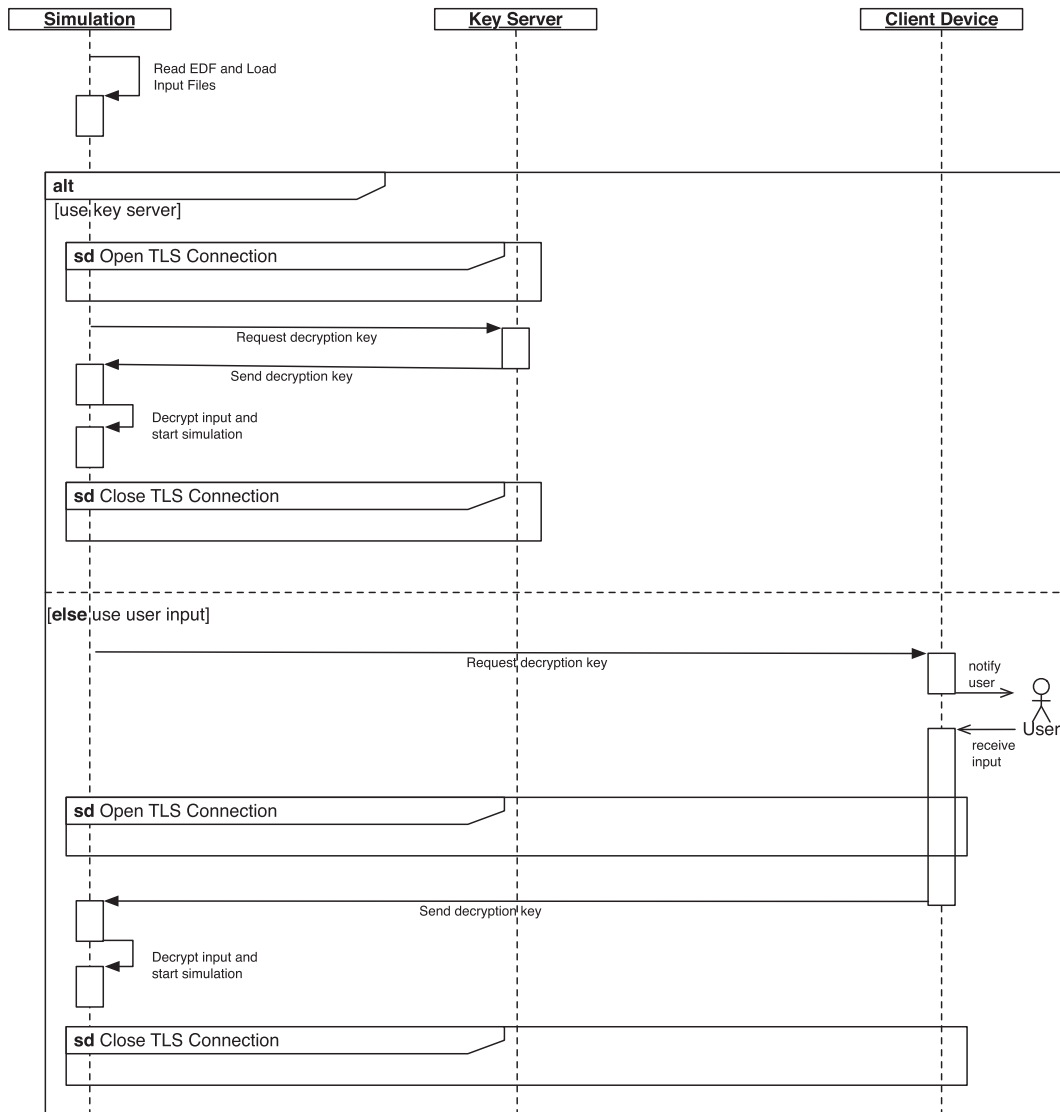 Simulation
Key Server
Client Device
Read EDF and Load
Input Files
alt
[use key server]
sd Open TLS Connection
Request decryption key
Send decryption key
Decrypt input and
start simulation
sd Close TLS Connection
[else use user input]
Request decryption key
notify
user
User
receive
input
sd Open TLS Connection
Send decryption key
Decrypt input and
start simulation
sd Close TLS Connection